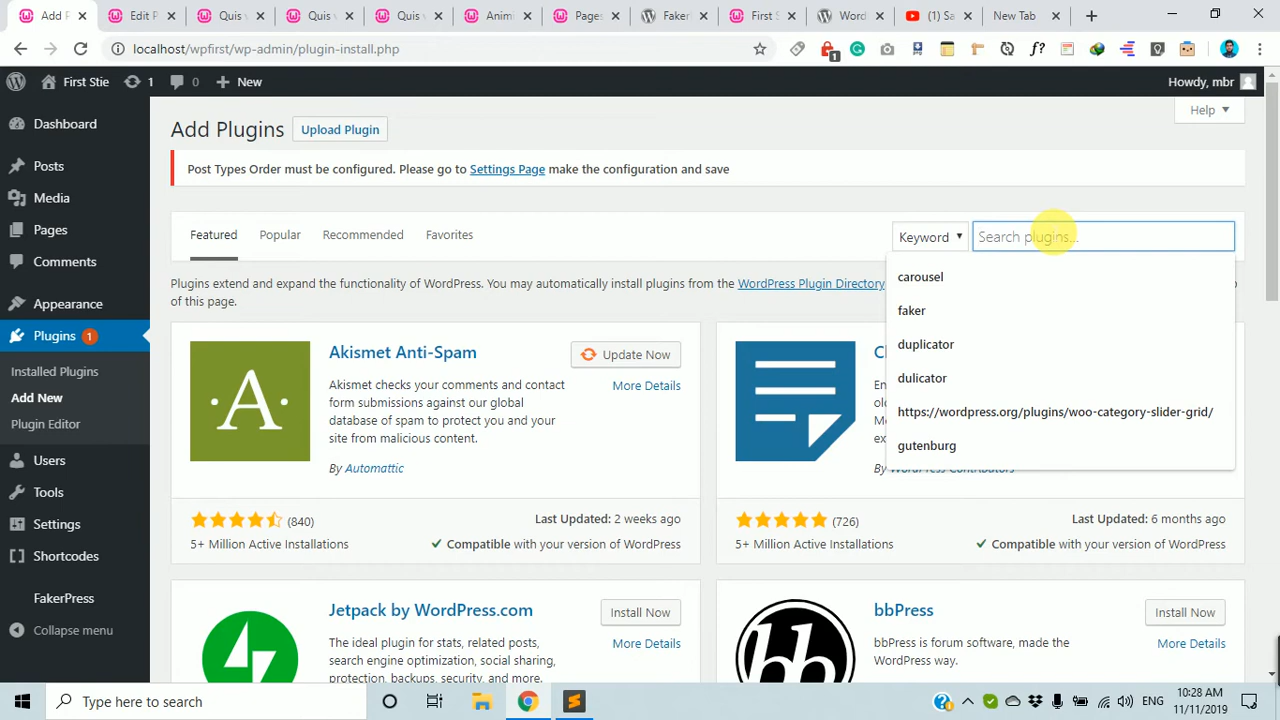 Add P
Edit P
Quis v
Quis v
Quis v
Anim
Pages
Faker
First S
Word
(1) Sa
New Tab
localhost/wpfirst/wp-admin/plugin-install.php
1
First Stie
1
0
New
Howdy, mbr
Help
Dashboard
Posts
Media
Pages
Comments
Appearance
Plugins 1
Installed Plugins
Add New
Plugin Editor
Users
Tools
Settings
Shortcodes
FakerPress
Collapse menu
Add Plugins
Upload Plugin
Post Types Order must be configured. Please go to Settings Page make the configuration and save
Featured
Popular
Recommended
Favorites
Keyword
Search plugins...
carousel
faker
duplicator
dulicator
https://wordpress.org/plugins/woo-category-slider-grid/
gutenburg
Plugins extend and expand the functionality of WordPress. You may automatically install plugins from the WordPress Plugin Directory
of this page.
Akismet Anti-Spam
Update Now
More Details
Akismet checks your comments and contact
form submissions against our global
database of spam to protect you and your
site from malicious content.
By Automattic
(840)
5+ Million Active Installations
Last Updated: 2 weeks ago
Compatible with your version of WordPress
(726)
5+ Million Active Installations
Last Updated: 6 months ago
Compatible with your version of WordPress
Jetpack by WordPress.com
Install Now
More Details
The ideal plugin for stats, related posts,
search engine optimization, social sharing,
protection, backups, security, and more.
bbPress
Install Now
More Details
bbPress is forum software, made the
WordPress way.
Type here to search
ENG
10:28 AM
11/11/2019